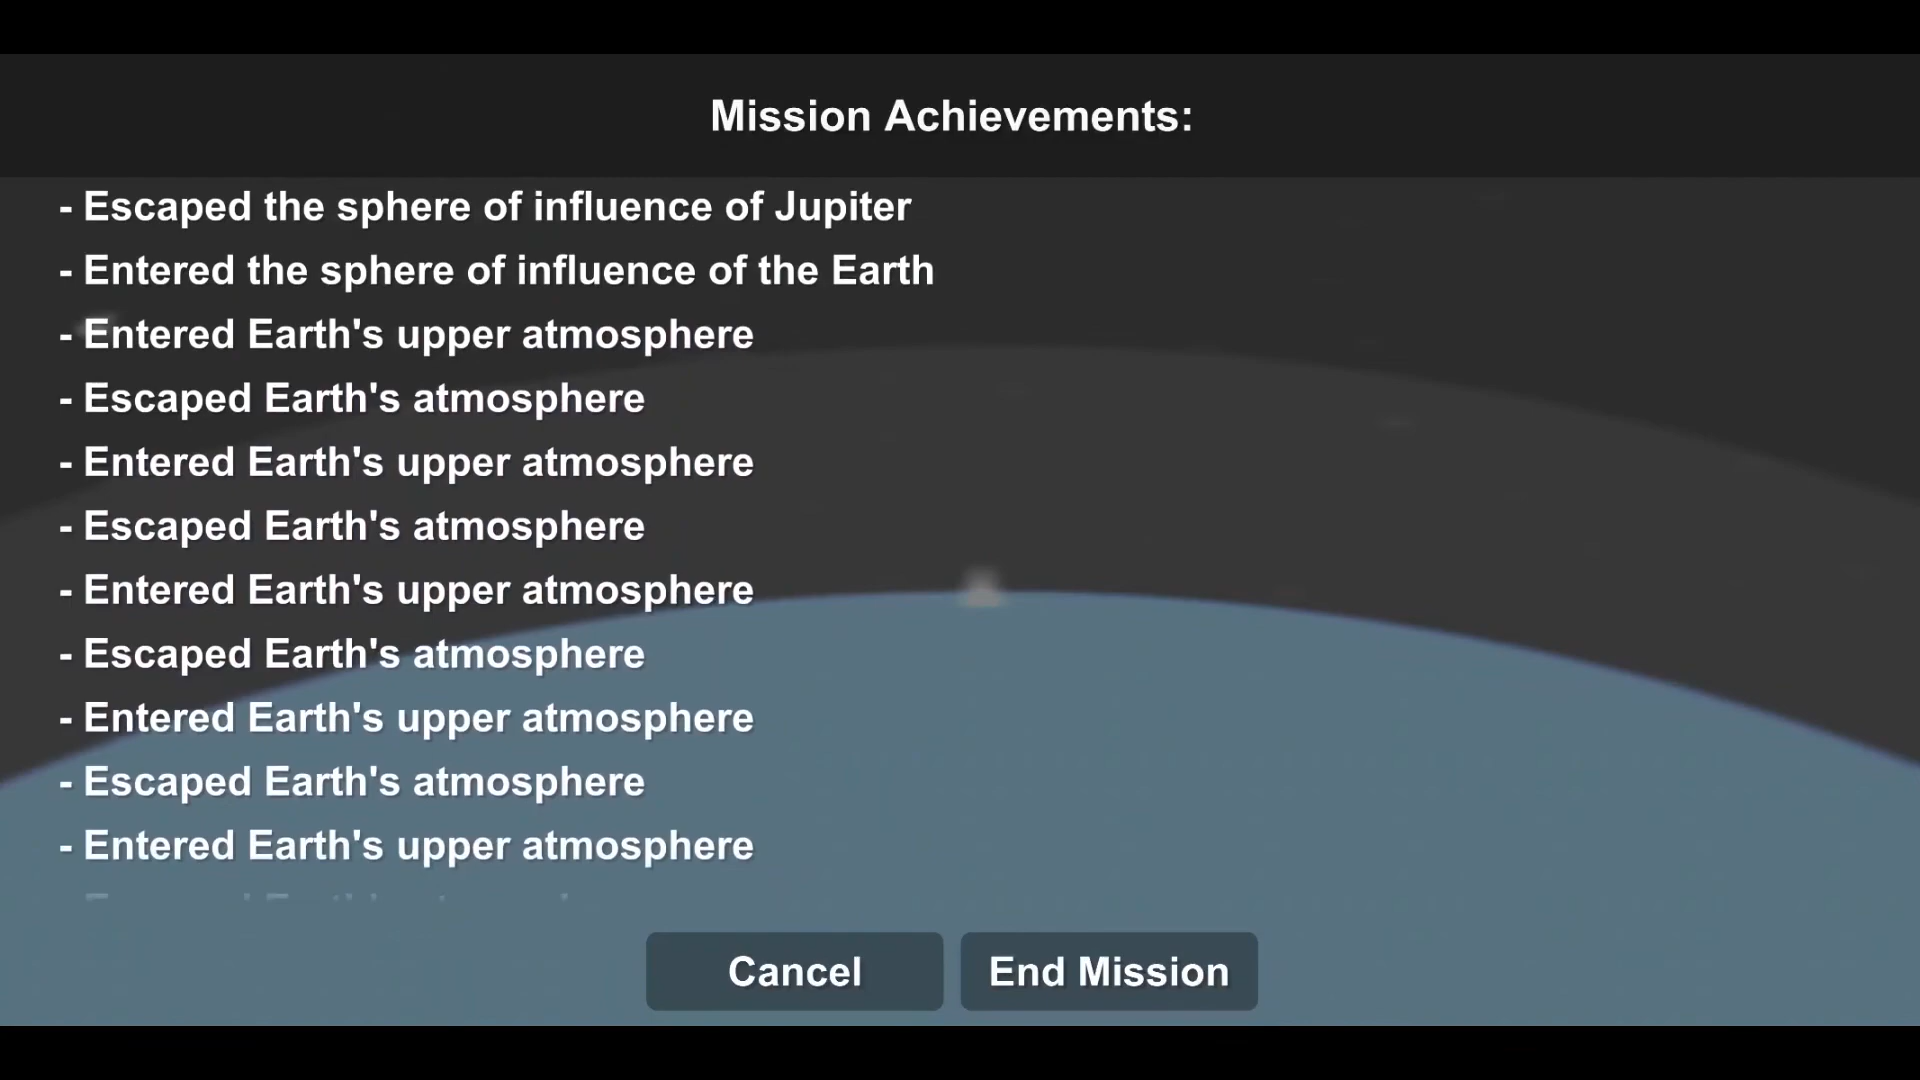 Mission Achievements:
- Escaped the sphere of influence of Jupiter
- Entered the sphere of influence of the Earth
- Entered Earth's upper atmosphere
- Escaped Earth's atmosphere
- Entered Earth's upper atmosphere
- Escaped Earth's atmosphere
- Entered Earth's upper atmosphere
- Escaped Earth's atmosphere
- Entered Earth's upper atmosphere
- Escaped Earth's atmosphere
- Entered Earth's upper atmosphere
Cancel
End Mission